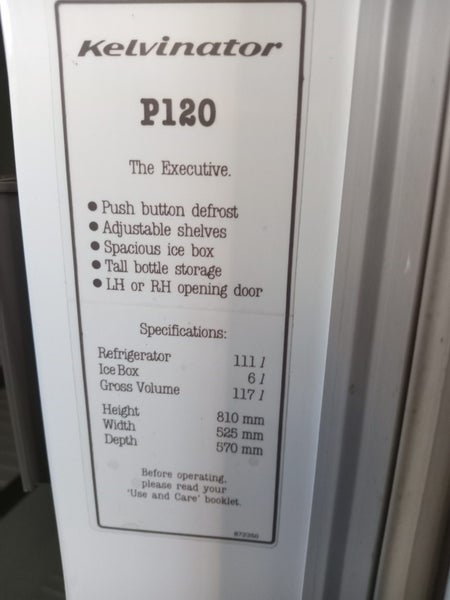 Kelvinator
P120
The Executive.
● Push button defrost
● Adjustable shelves
● Spacious ice box
● Tall bottle storage
● LH or RH opening door
Specifications:
Refrigerator 111 l
Ice Box 6 l
Gross Volume 117 l
Height 810 mm
Width 525 mm
Depth 570 mm
Before operating,
please read your
'Use and Care' booklet.